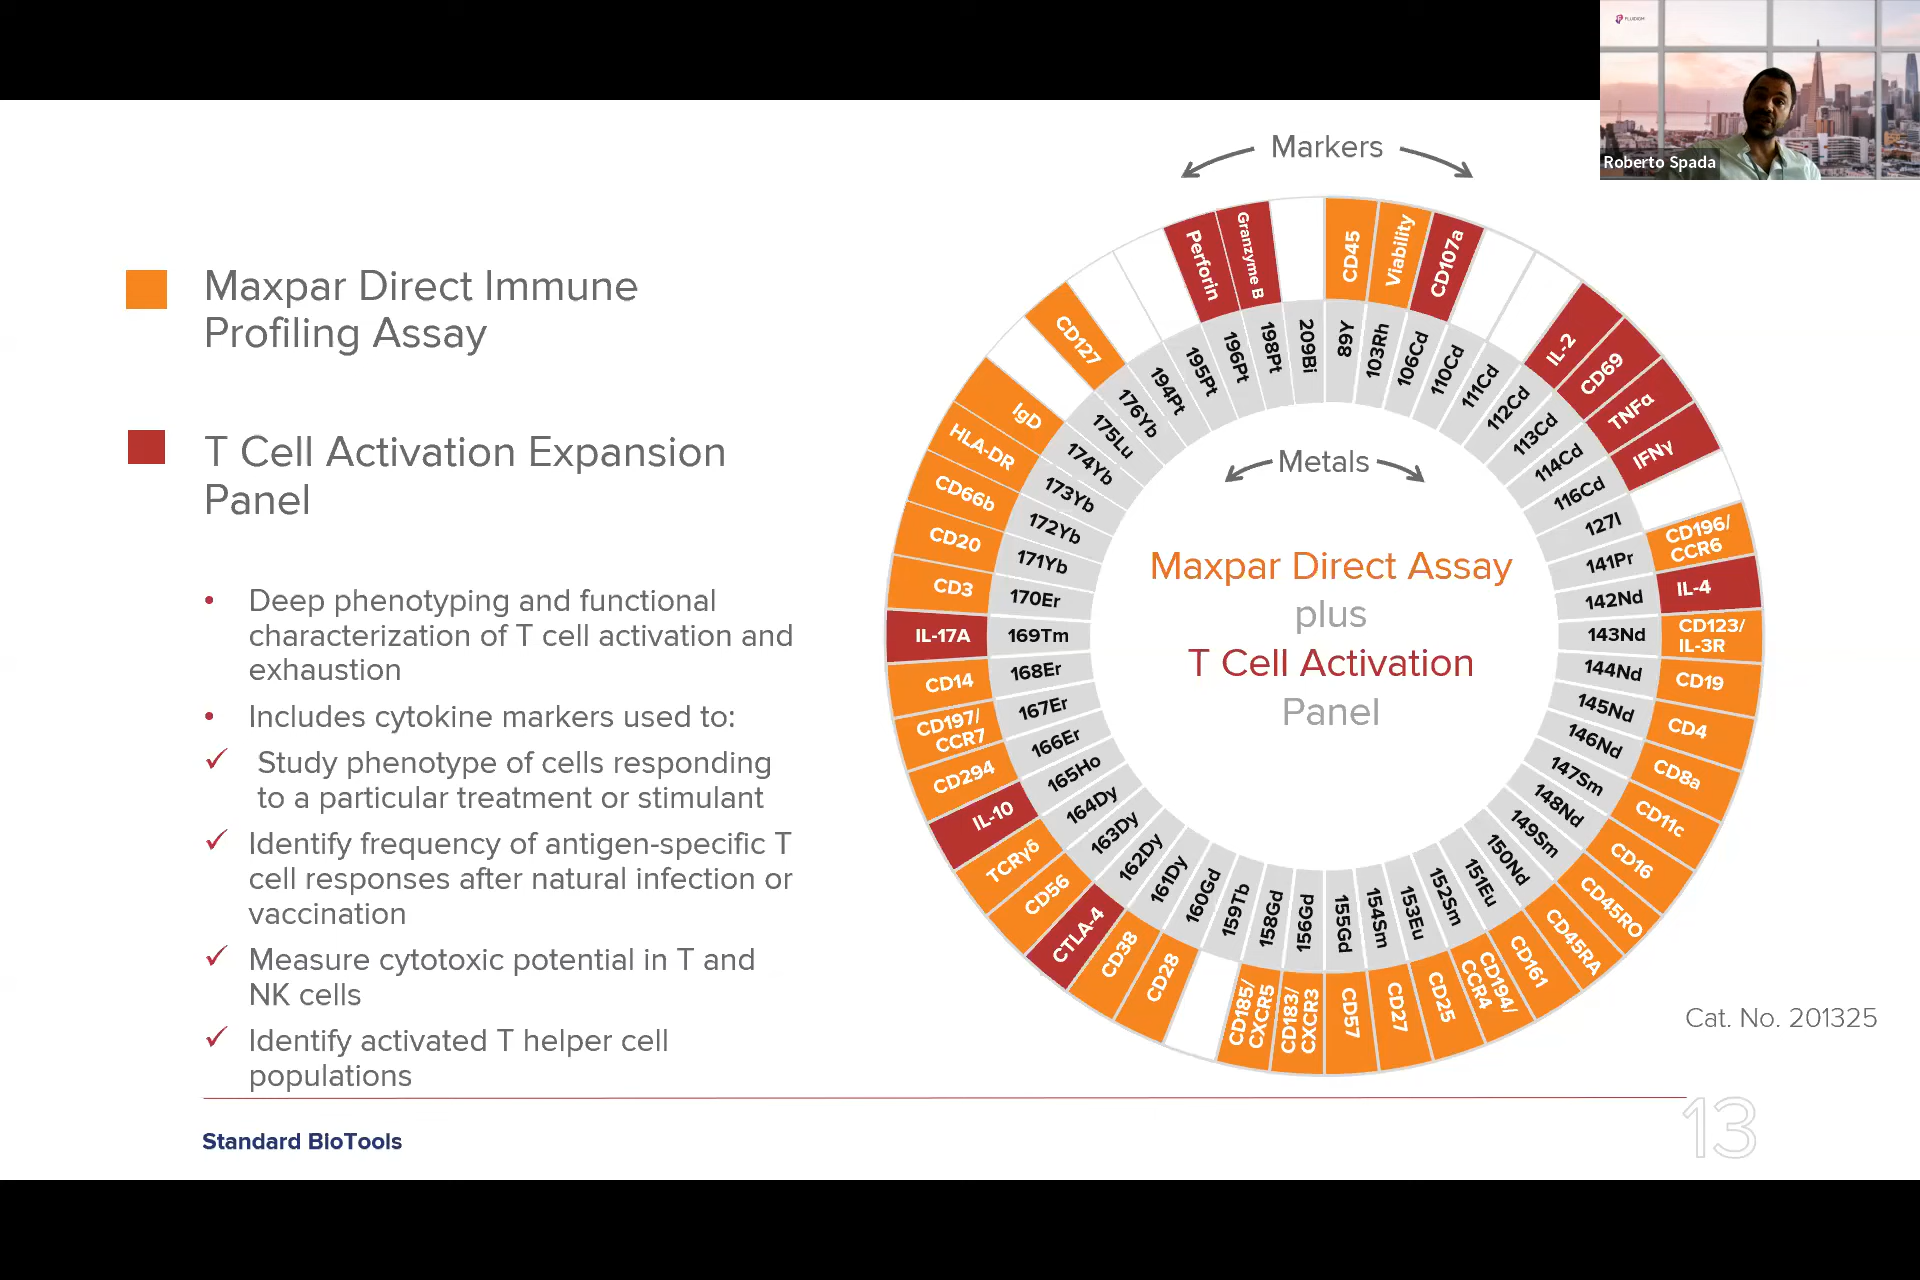 FLUIDIGM
Roberto Spada
Markers
Maxpar Direct Immune
Profiling Assay
T Cell Activation Expansion
Panel
• Deep phenotyping and functional
characterization of T cell activation and
exhaustion
• Includes cytokine markers used to:
✓ Study phenotype of cells responding
to a particular treatment or stimulant
✓ Identify frequency of antigen-specific T
cell responses after natural infection or
vaccination
✓ Measure cytotoxic potential in T and
NK cells
✓ Identify activated T helper cell
populations
CD45
Viability
CD107a
IL-2
CD69
TNFα
IFNγ
CD196/
CCR6
IL-4
CD123/
IL-3R
CD19
CD4
CD8a
CD11c
CD16
CD45RO
CD45RA
CD161
CD194/
CCR4
CD25
CD27
CD57
CD183/
CXCR3
CD185/
CXCR5
CD28
CD38
CTLA-4
CD56
TCRγδ
IL-10
CD294
CD197/
CCR7
CD14
IL-17A
CD3
CD20
CD66b
HLA-DR
IgD
CD127
Perforin
Granzyme B
89Y
103Rh
106Cd
110Cd
111Cd
112Cd
113Cd
114Cd
116Cd
127I
141Pr
142Nd
143Nd
144Nd
145Nd
146Nd
147Sm
148Nd
149Sm
150Nd
151Eu
152Sm
153Eu
154Sm
155Gd
156Gd
158Gd
159Tb
160Gd
161Dy
162Dy
163Dy
164Dy
165Ho
166Er
167Er
168Er
169Tm
170Er
171Yb
172Yb
173Yb
174Yb
175Lu
176Yb
194Pt
195Pt
196Pt
198Pt
209Bi
Metals
Maxpar Direct Assay
plus
T Cell Activation
Panel
Cat. No. 201325
Standard BioTools
13